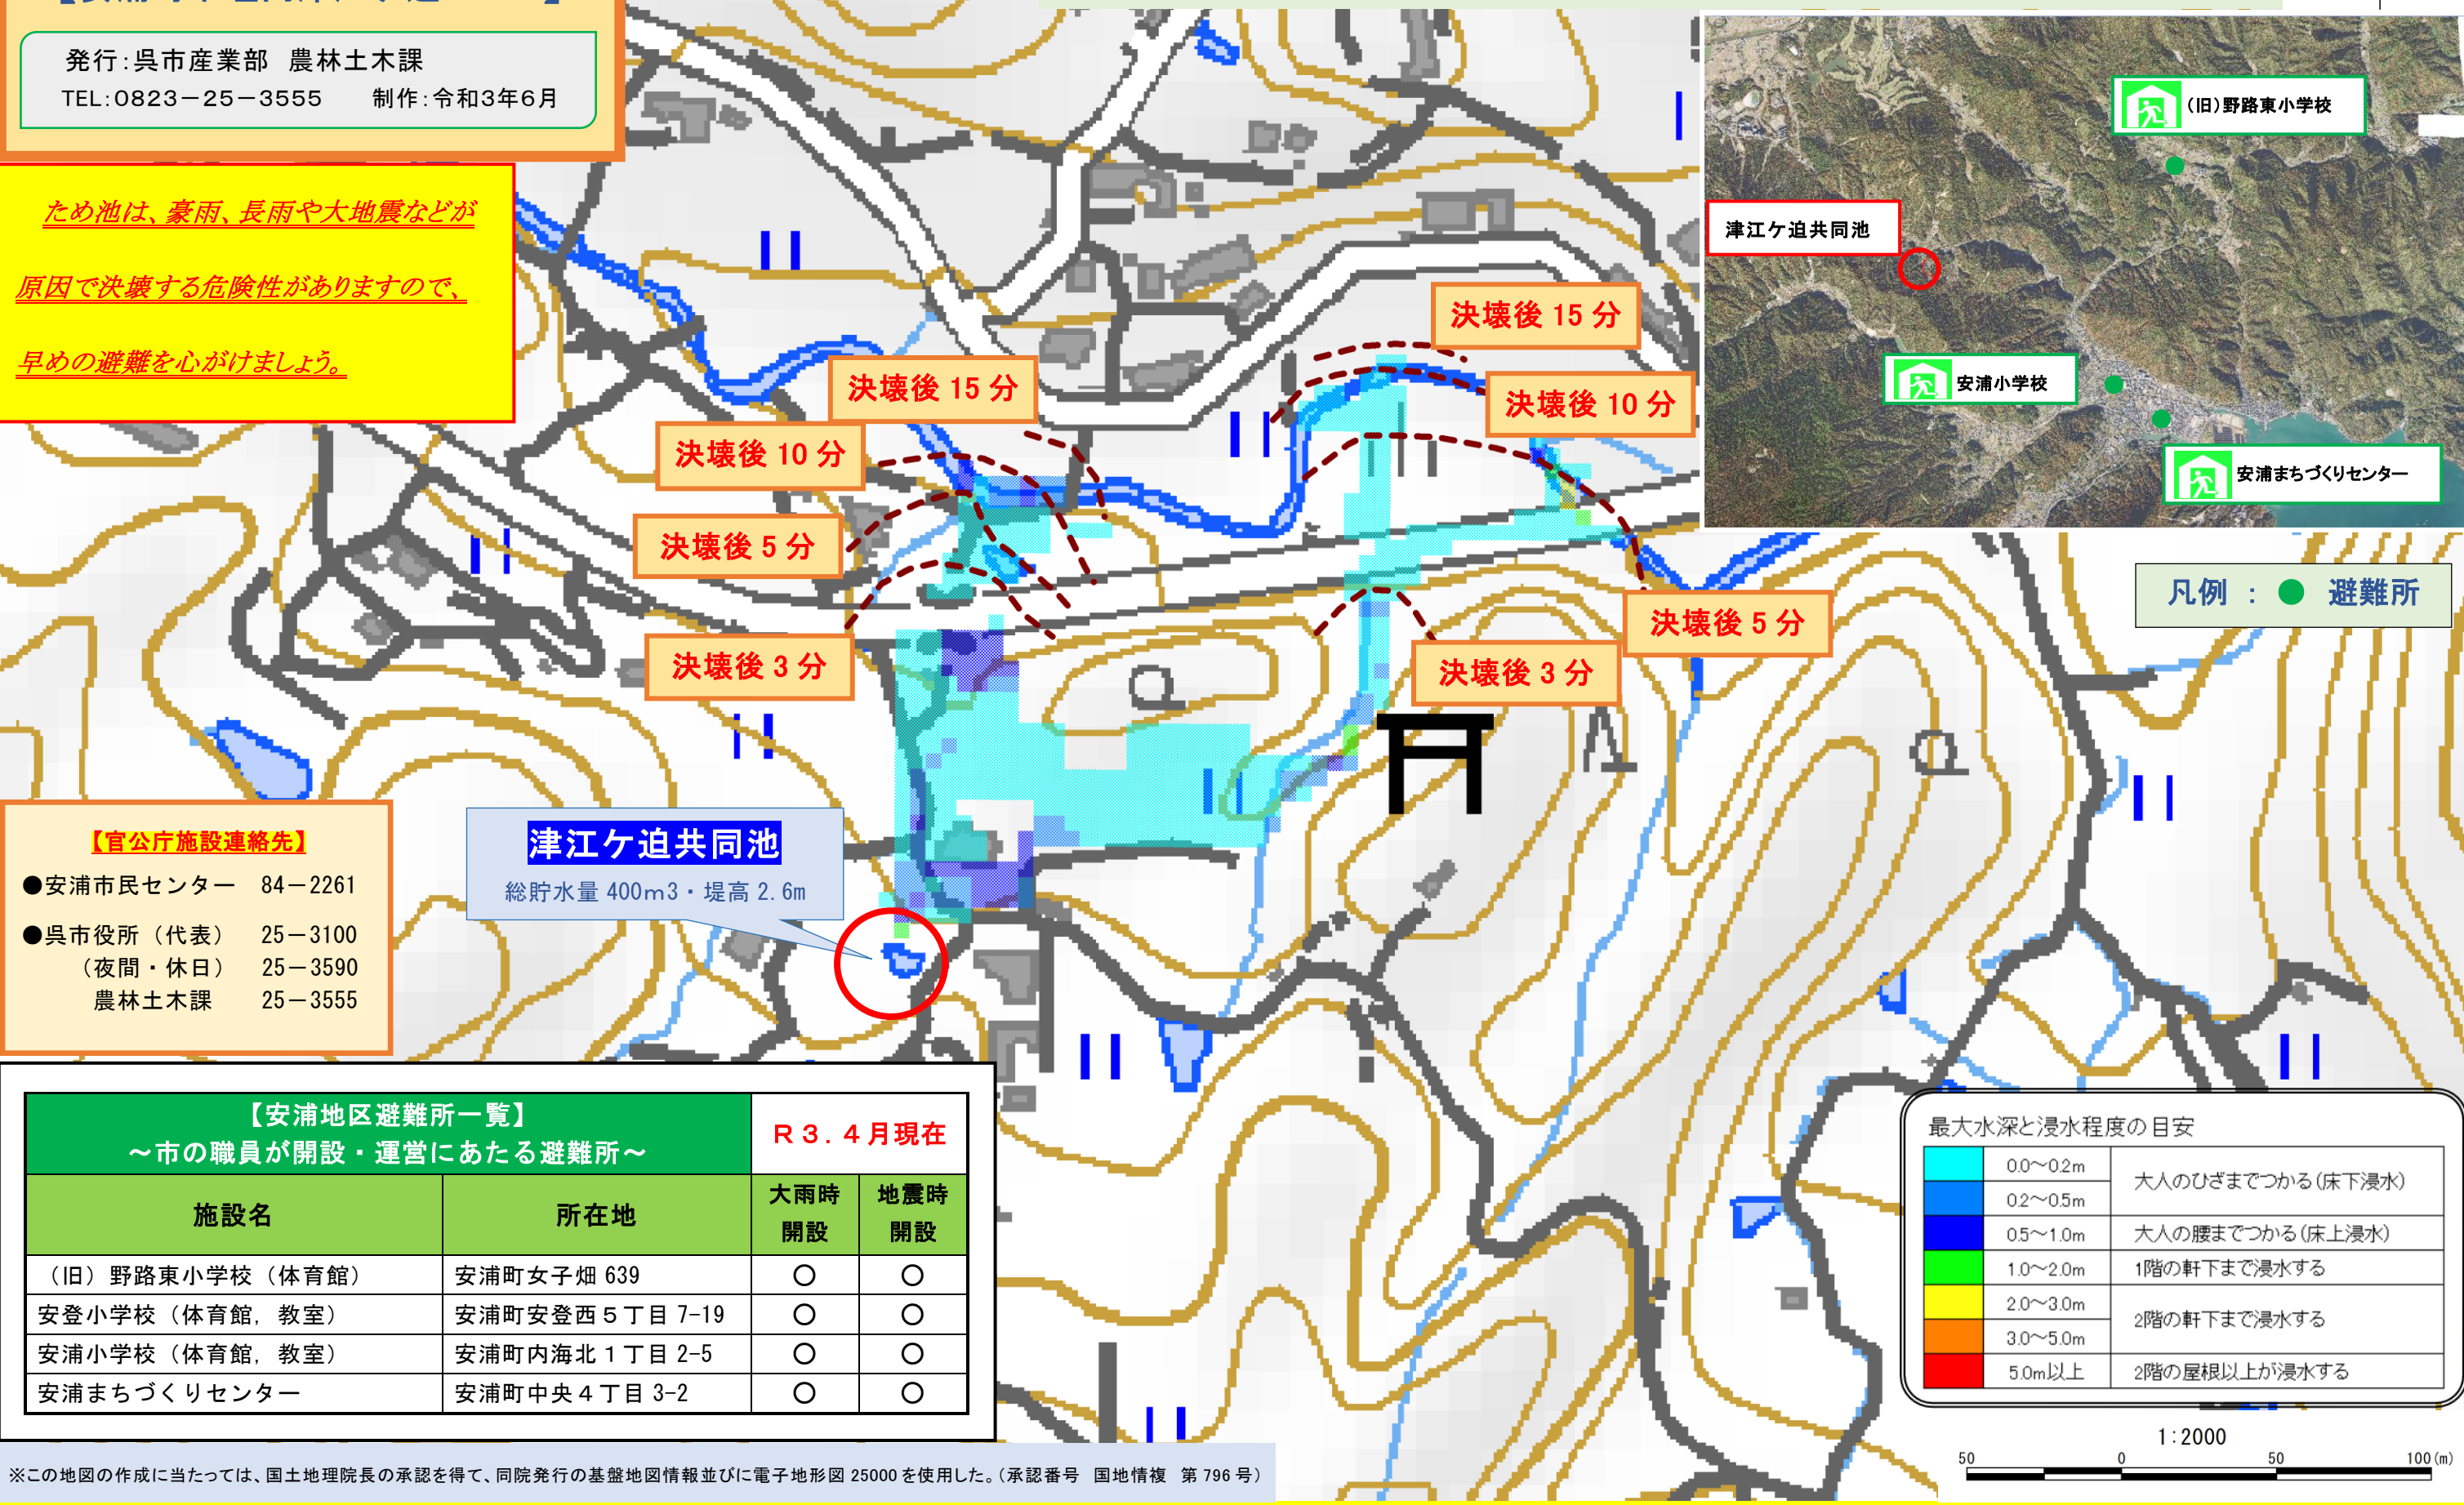 発行:呉市産業部 農林土木課
TEL:0823-25-3555 制作:令和3年6月
ため池は、豪雨、長雨や大地震などが
原因で決壊する危険性がありますので、
早めの避難を心がけましょう。
(旧)野路東小学校
津江ケ迫共同池
安浦小学校
安浦まちづくりセンター
凡例 : ● 避難所
決壊後 15 分
決壊後 15 分
決壊後 10 分
決壊後 10 分
決壊後 5 分
決壊後 5 分
決壊後 3 分
決壊後 3 分
津江ケ迫共同池
総貯水量 400m3・堤高 2.6m
【官公庁施設連絡先】
●安浦市民センター 84-2261
●呉市役所(代表) 25-3100
(夜間・休日) 25-3590
農林土木課 25-3555
【安浦地区避難所一覧】
~市の職員が開設・運営にあたる避難所~
R3.4月現在
施設名 所在地 大雨時開設 地震時開設
(旧)野路東小学校(体育館) 安浦町女子畑 639 ○ ○
安登小学校(体育館,教室) 安浦町安登西5丁目 7-19 ○ ○
安浦小学校(体育館,教室) 安浦町内海北1丁目 2-5 ○ ○
安浦まちづくりセンター 安浦町中央4丁目 3-2 ○ ○
最大水深と浸水程度の目安
0.0~0.2m 大人のひざまでつかる(床下浸水)
0.2~0.5m
0.5~1.0m 大人の腰までつかる(床上浸水)
1.0~2.0m 1階の軒下まで浸水する
2.0~3.0m 2階の軒下まで浸水する
3.0~5.0m
5.0m以上 2階の屋根以上が浸水する
1:2000
50 0 50 100(m)
※この地図の作成に当たっては、国土地理院長の承認を得て、同院発行の基盤地図情報並びに電子地形図 25000 を使用した。(承認番号 国地情複 第 796 号)